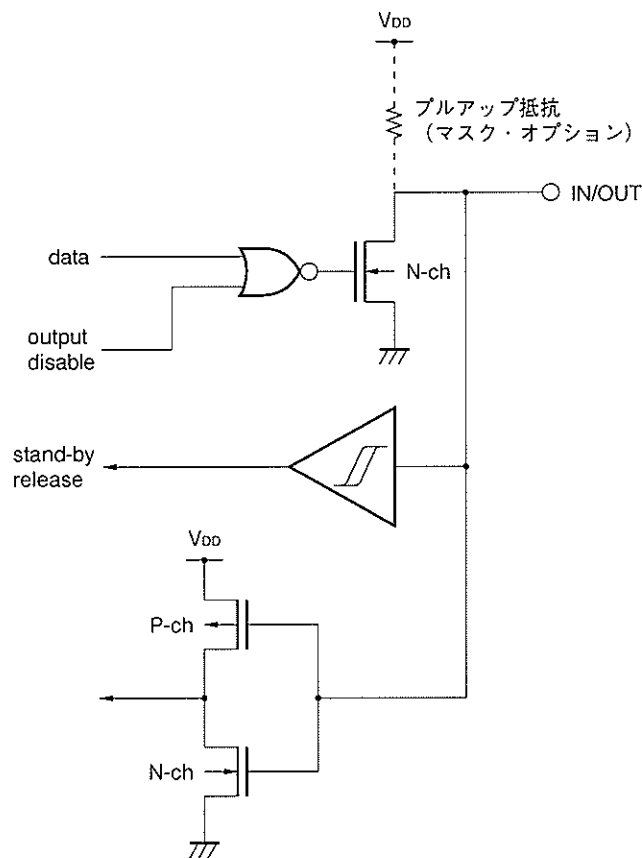 VDD
プルアップ抵抗
(マスク・オプション)
IN/OUT
data
N-ch
output
disable
stand-by
release
VDD
P-ch
N-ch